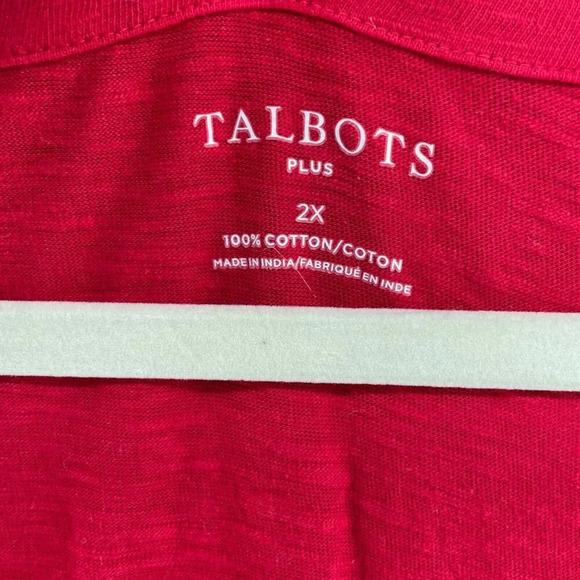 TALBOTS
PLUS
2X
100% COTTON/COTON
MADE IN INDIA/FABRIQUÉ EN INDE